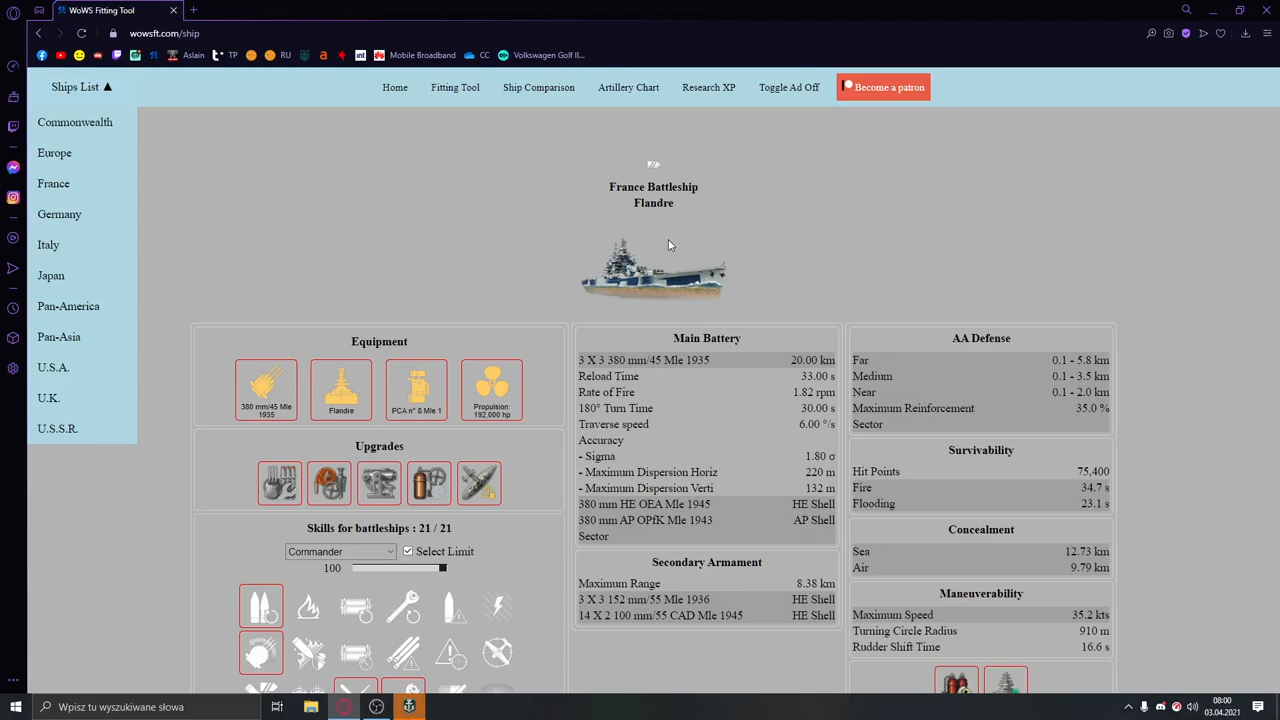 WoWS Fitting Tool
wowsft.com/ship
Aslain
TP
RU
a
Mobile Broadband
CC
Volkswagen Golf II...
Ships List ▲
Home
Fitting Tool
Ship Comparison
Artillery Chart
Research XP
Toggle Ad Off
Become a patron
Commonwealth
Europe
France
Germany
Italy
Japan
Pan-America
Pan-Asia
U.S.A.
U.K.
U.S.S.R.
France Battleship
Flandre
Equipment
380 mm/45 Mle
1935
Flandre
PCA n° 8 Mle 1
Propulsion:
192,000 hp
Upgrades
Skills for battleships : 21 / 21
Commander
Select Limit
100
Main Battery
3 X 3 380 mm/45 Mle 1935 20.00 km
Reload Time 33.00 s
Rate of Fire 1.82 rpm
180° Turn Time 30.00 s
Traverse speed 6.00 °/s
Accuracy
- Sigma 1.80 σ
- Maximum Dispersion Horiz 220 m
- Maximum Dispersion Verti 132 m
380 mm HE OEA Mle 1945 HE Shell
380 mm AP OPfK Mle 1943 AP Shell
Sector
Secondary Armament
Maximum Range 8.38 km
3 X 3 152 mm/55 Mle 1936 HE Shell
14 X 2 100 mm/55 CAD Mle 1945 HE Shell
AA Defense
Far 0.1 - 5.8 km
Medium 0.1 - 3.5 km
Near 0.1 - 2.0 km
Maximum Reinforcement 35.0 %
Sector
Survivability
Hit Points 75,400
Fire 34.7 s
Flooding 23.1 s
Concealment
Sea 12.73 km
Air 9.79 km
Maneuverability
Maximum Speed 35.2 kts
Turning Circle Radius 910 m
Rudder Shift Time 16.6 s
Wpisz tu wyszukiwane słowa
08:00
03.04.2021